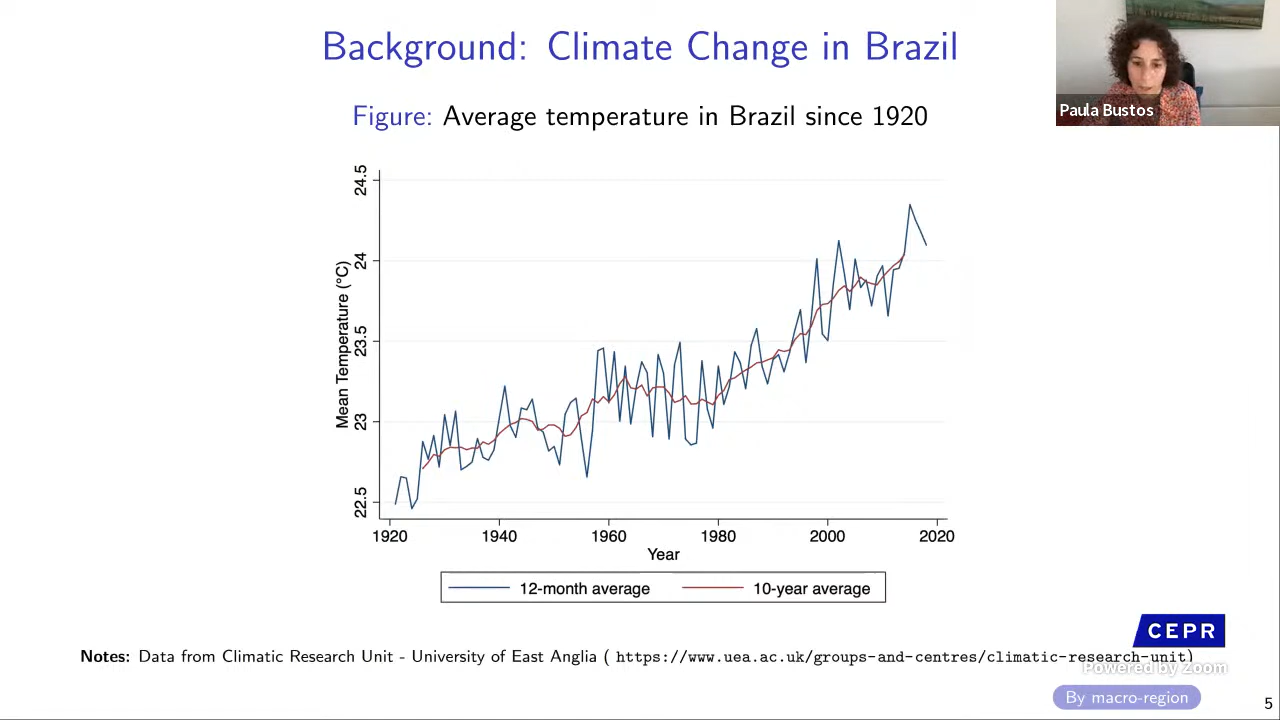 Background: Climate Change in Brazil
Paula Bustos
Figure: Average temperature in Brazil since 1920
Mean Temperature (°C)
24.5
24
23.5
23
22.5
1920 1940 1960 1980 2000 2020
Year
12-month average 10-year average
CEPR
Notes: Data from Climatic Research Unit - University of East Anglia ( https://www.uea.ac.uk/groups-and-centres/climatic-research-unit)
Powered by Zoom
By macro-region
5